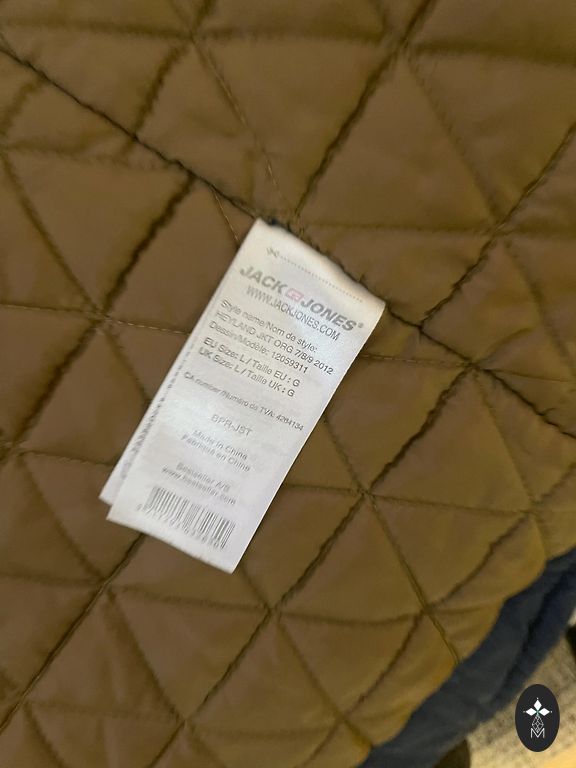 JACK & JONES®
WWW.JACKJONES.COM
Style name/Nom de style:
HEYLAND JKT ORG 7/8/9 2012
Dessin/Modèle: 12059311
EU Size: L / Taille EU : G
UK Size: L / Taille UK : G
CA number/Numéro de TVA: 4264134
BPR-JST
Made in China
Fabriqué en Chine
Bestseller A/S
www.bestseller.com
M